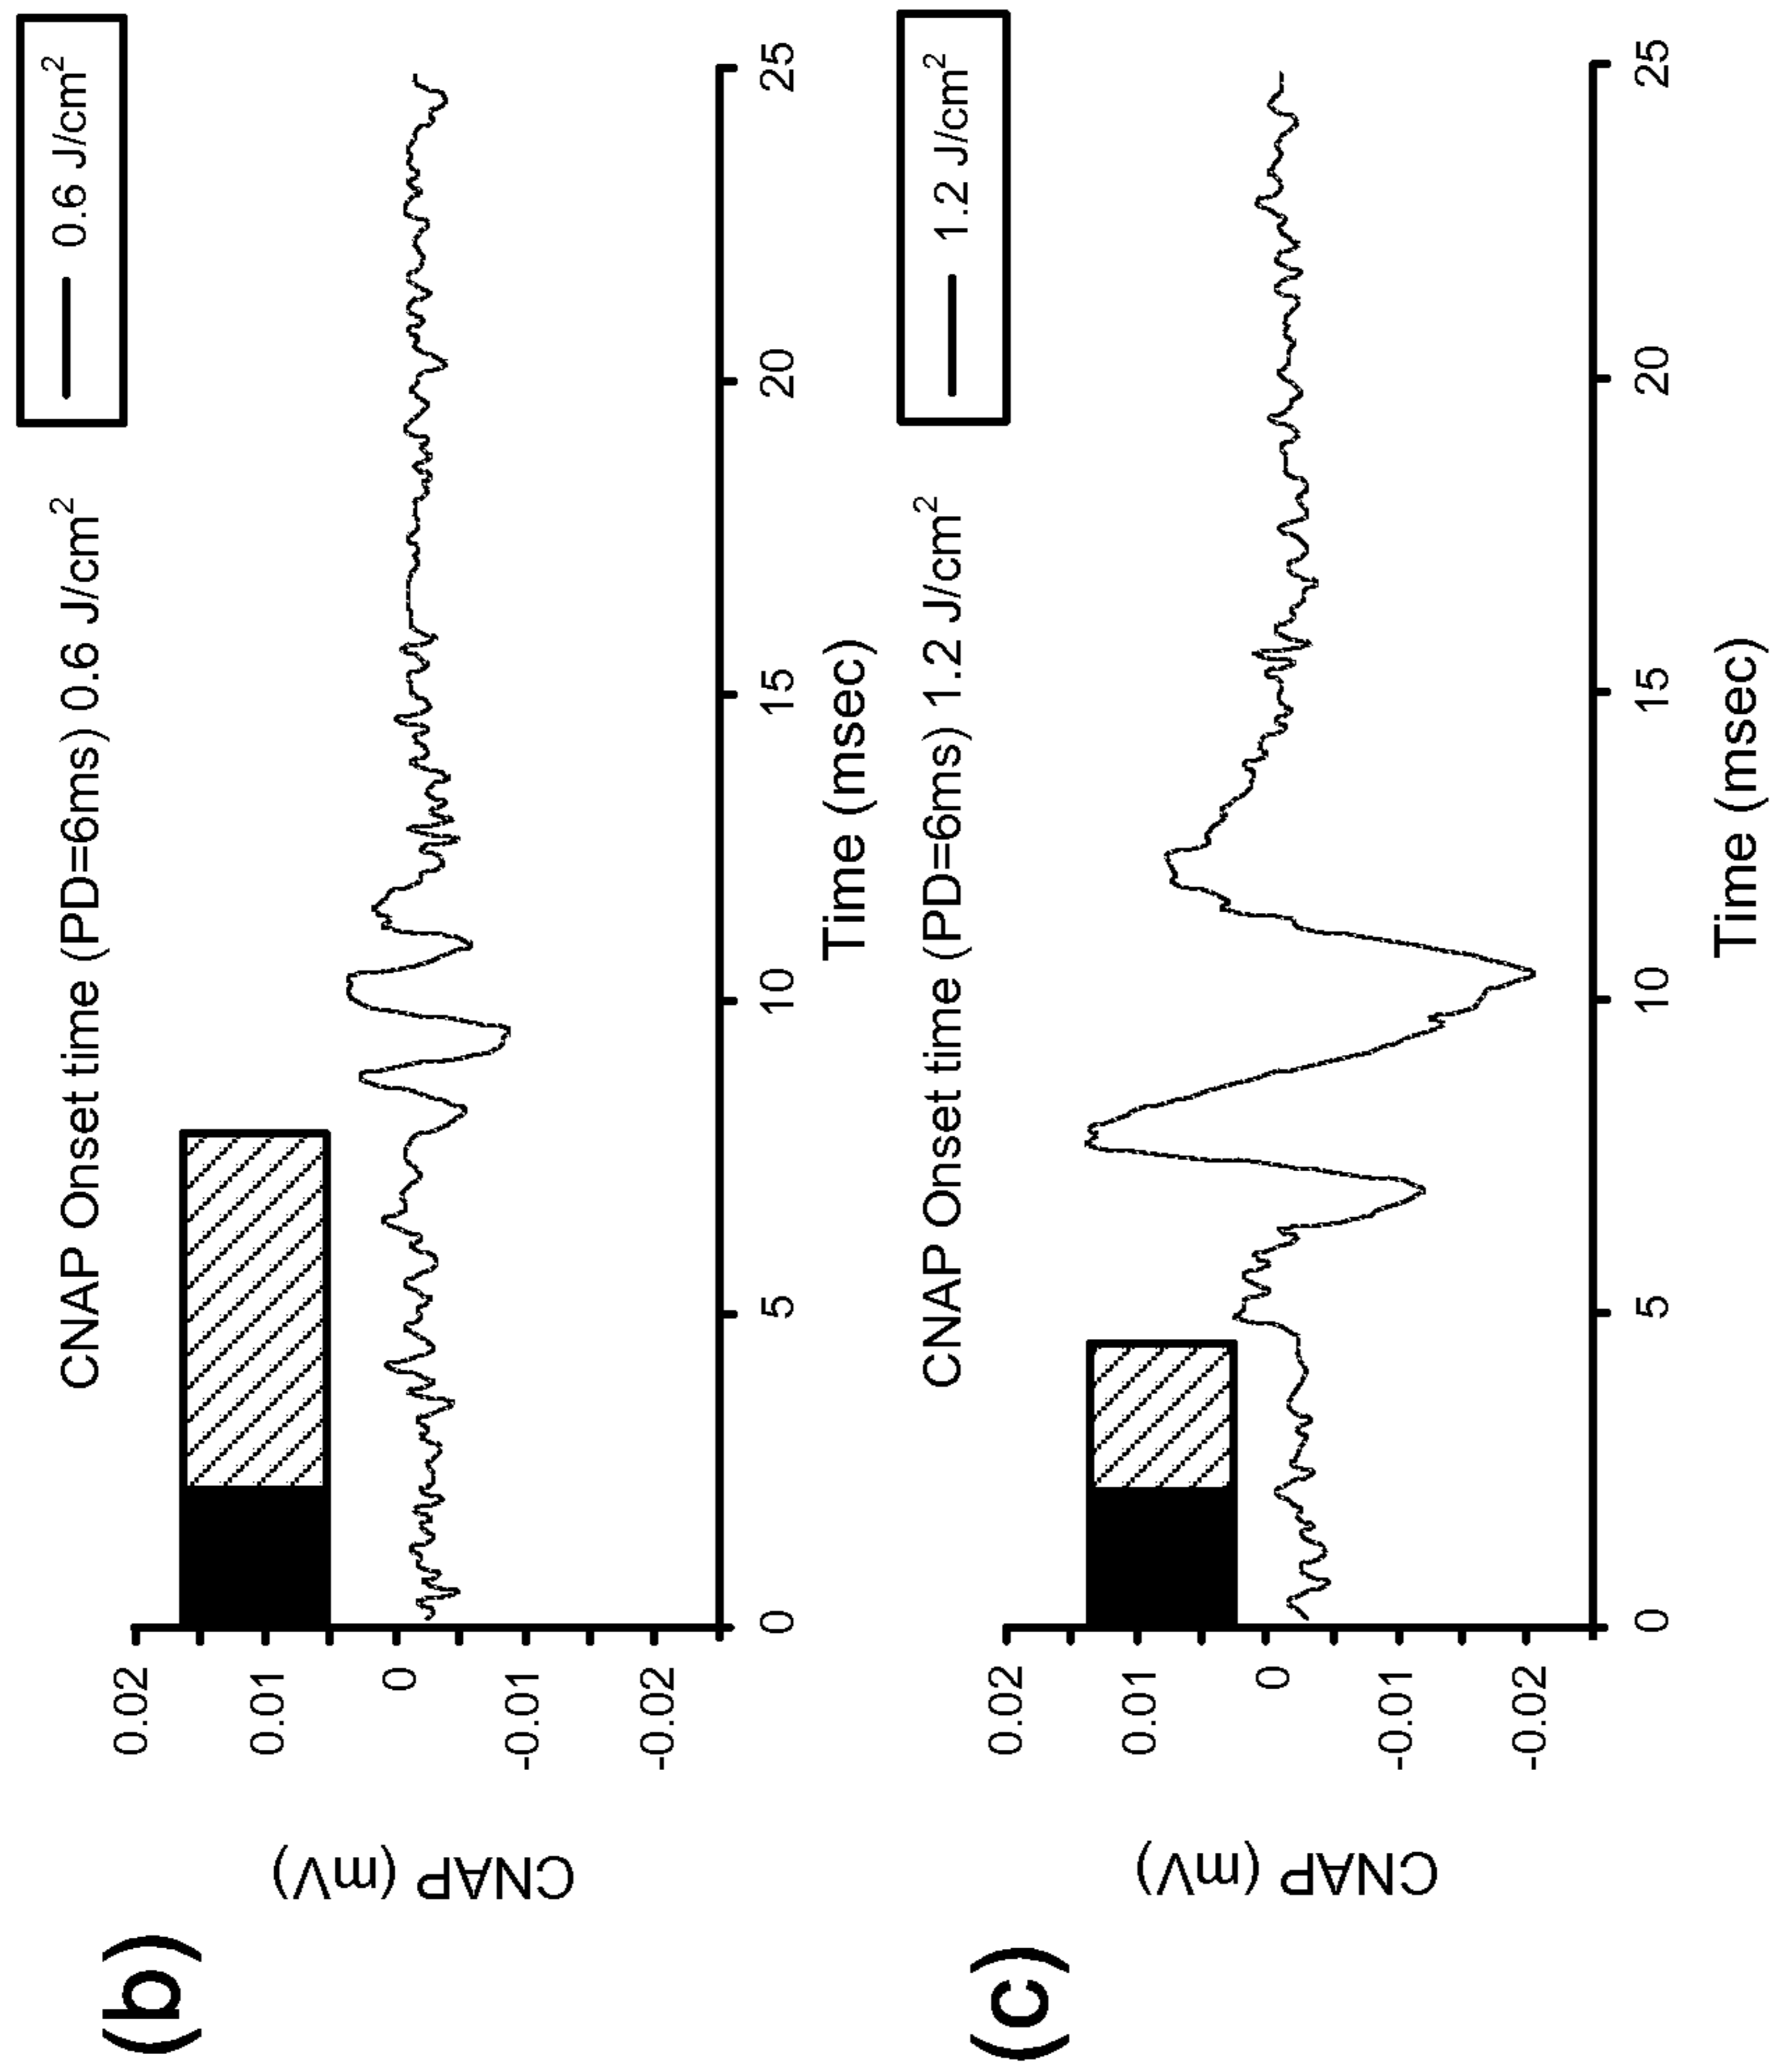 (b)
CNAP Onset time (PD=6ms) 0.6 J/cm²
0.6 J/cm²
CNAP (mV)
0.02
0.01
0
-0.01
-0.02
0 5 10 15 20 25
Time (msec)
(c)
CNAP Onset time (PD=6ms) 1.2 J/cm²
1.2 J/cm²
CNAP (mV)
0.02
0.01
0
-0.01
-0.02
0 5 10 15 20 25
Time (msec)